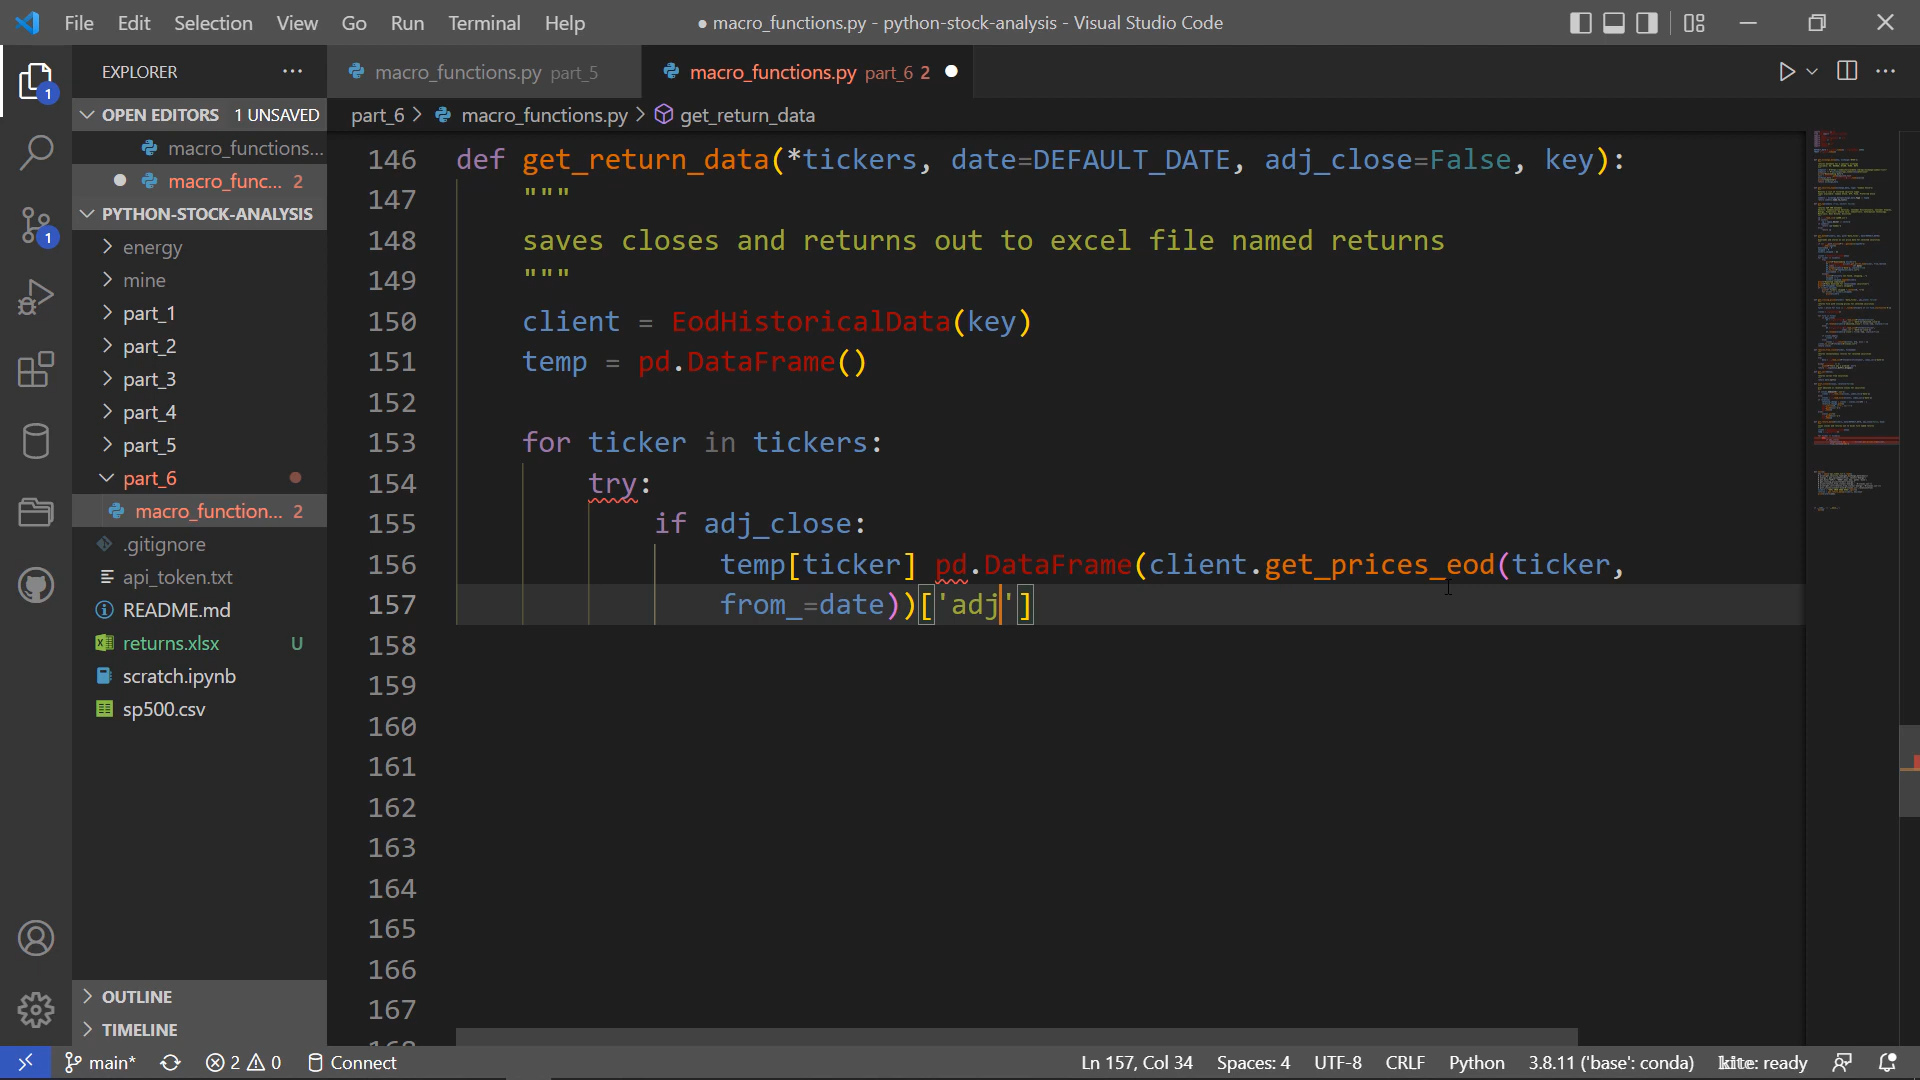 File Edit Selection View Go Run Terminal Help ● macro_functions.py - python-stock-analysis - Visual Studio Code
EXPLORER ··· macro_functions.py part_5 macro_functions.py part_6 2
OPEN EDITORS 1 UNSAVED
part_6 > macro_functions.py > get_return_data
macro_functions...
macro_func... 2
PYTHON-STOCK-ANALYSIS
energy
mine
part_1
part_2
part_3
part_4
part_5
part_6
macro_function... 2
.gitignore
api_token.txt
README.md
returns.xlsx U
scratch.ipynb
sp500.csv
OUTLINE
TIMELINE
1
1
146 def get_return_data(*tickers, date=DEFAULT_DATE, adj_close=False, key):
147 """
148 saves closes and returns out to excel file named returns
149 """
150 client = EodHistoricalData(key)
151 temp = pd.DataFrame()
152
153 for ticker in tickers:
154 try:
155 if adj_close:
156 temp[ticker] pd.DataFrame(client.get_prices_eod(ticker,
157 from_=date))['adj']
158
159
160
161
162
163
164
165
166
167
main* 2 0 Connect Ln 157, Col 34 Spaces: 4 UTF-8 CRLF Python 3.8.11 ('base': conda) kite: ready